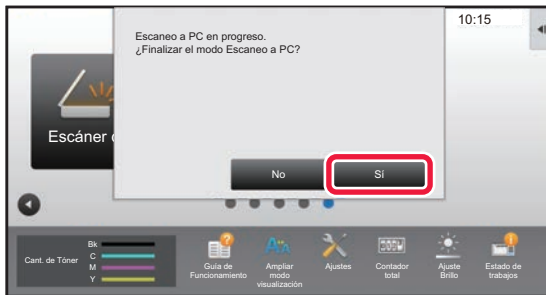 10:15
Escaneo a PC en progreso.
¿Finalizar el modo Escaneo a PC?
Escáner
No
Sí
Cant. de Tóner
Bk
C
M
Y
Guía de
Funcionamiento
Ampliar
modo
visualización
Ajustes
Contador
total
Ajuste
Brillo
Estado de
trabajos